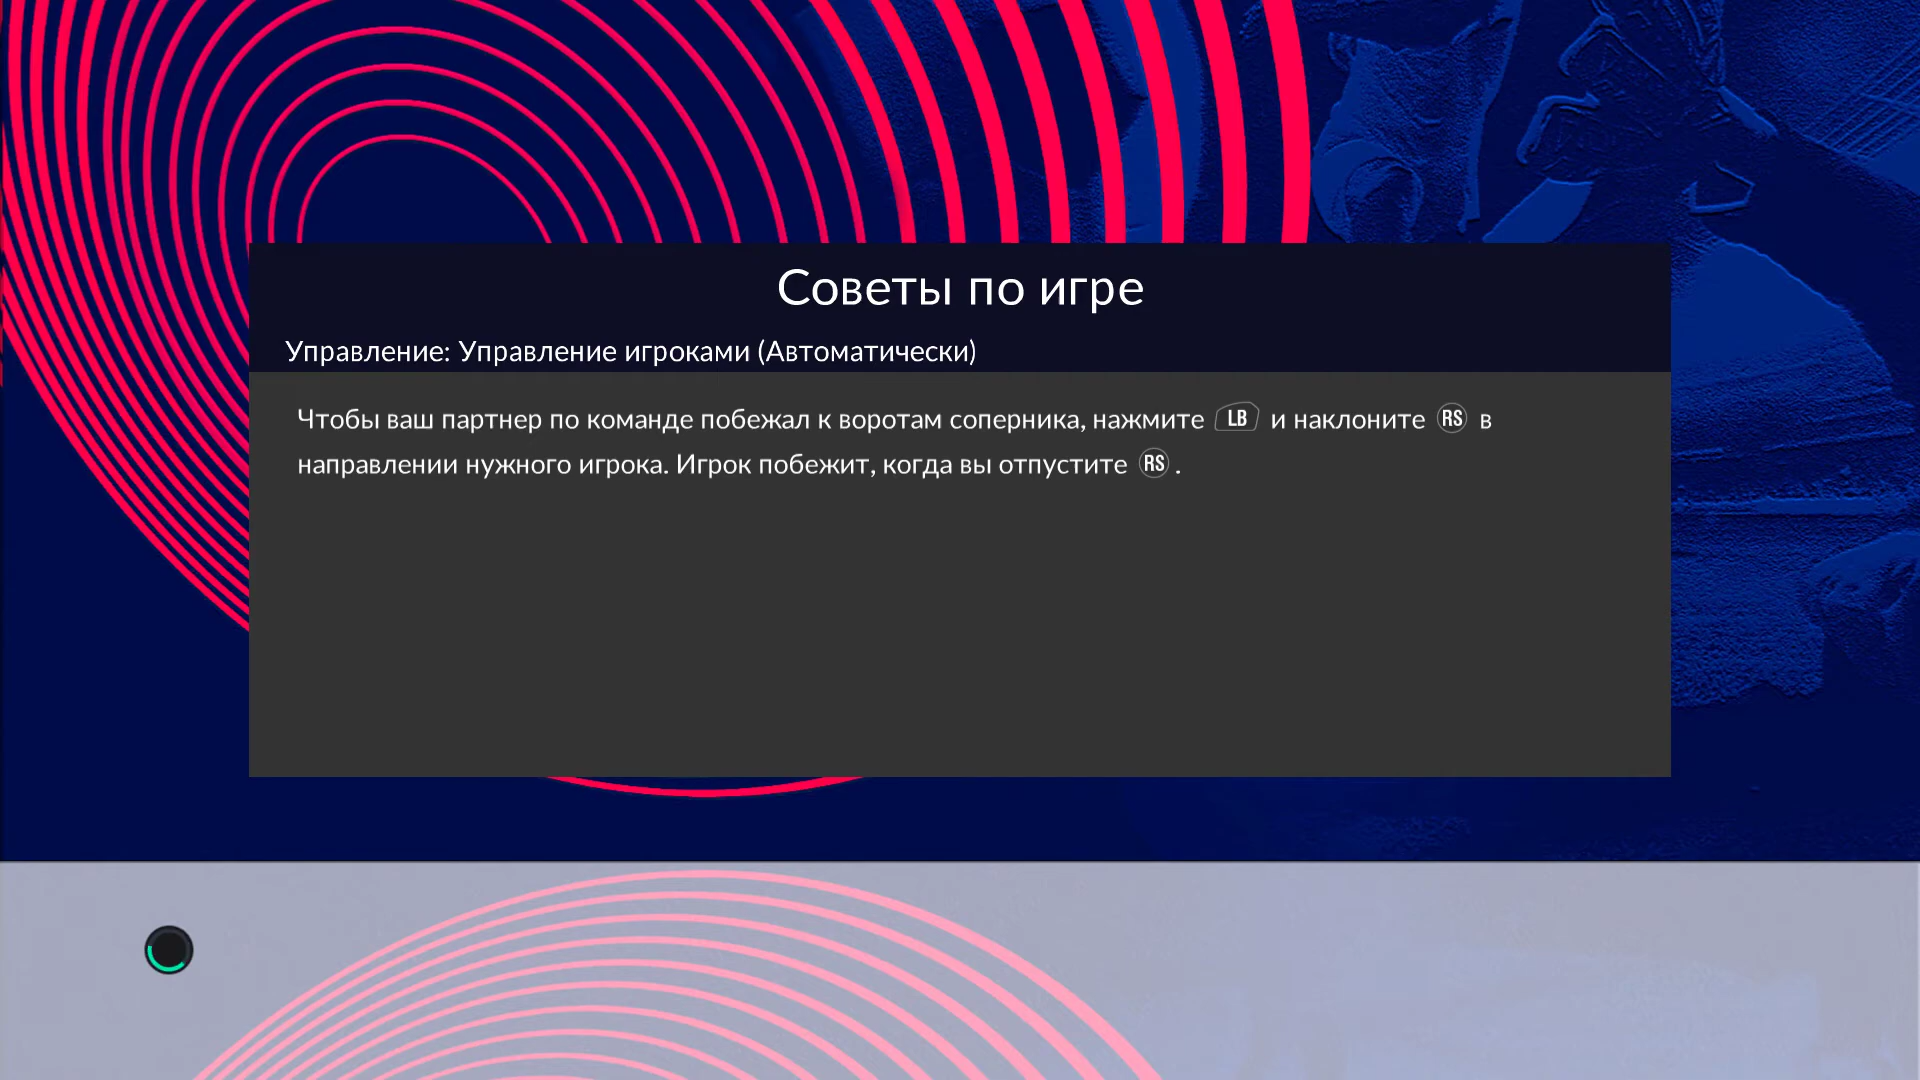 Советы по игре
Управление: Управление игроками (Автоматически)
Чтобы ваш партнер по команде побежал к воротам соперника, нажмите LB и наклоните RS в
направлении нужного игрока. Игрок побежит, когда вы отпустите RS .